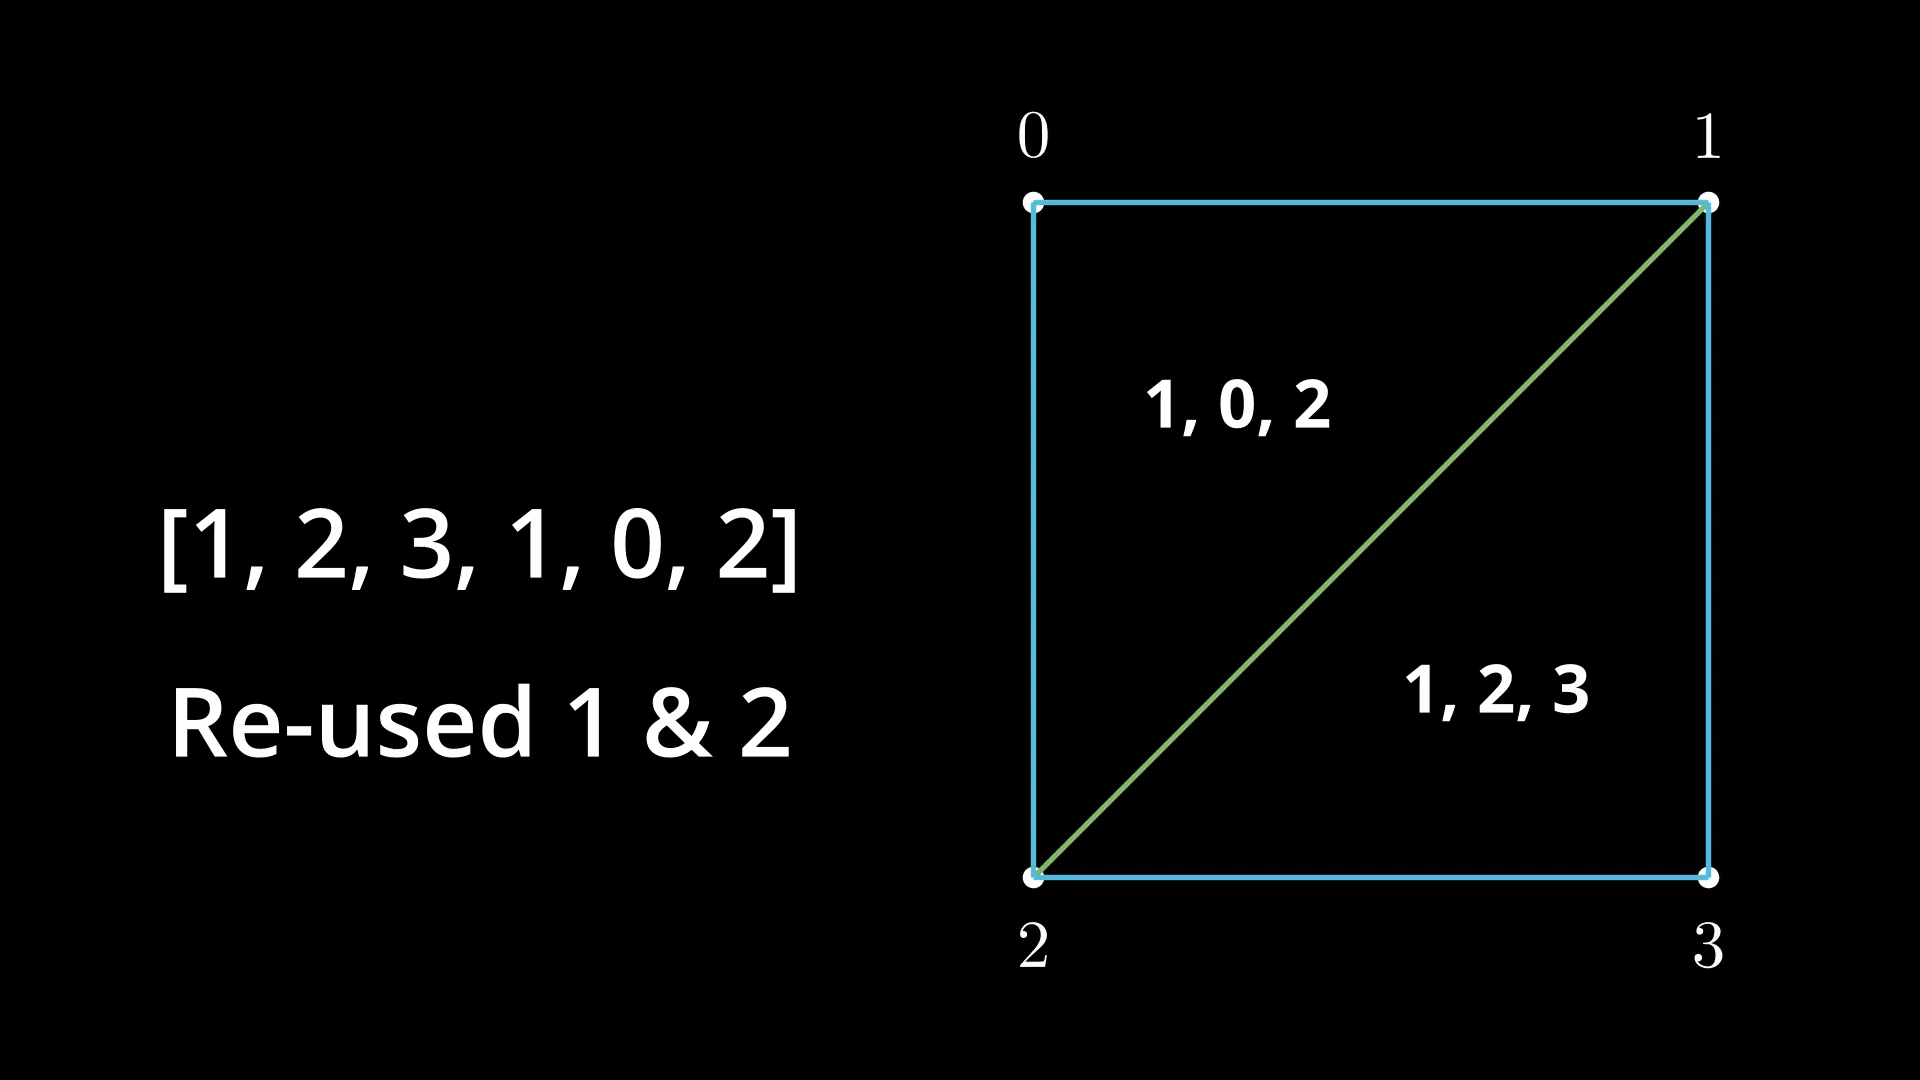 [1, 2, 3, 1, 0, 2]
Re-used 1 & 2
0
1
1, 0, 2
1, 2, 3
2
3